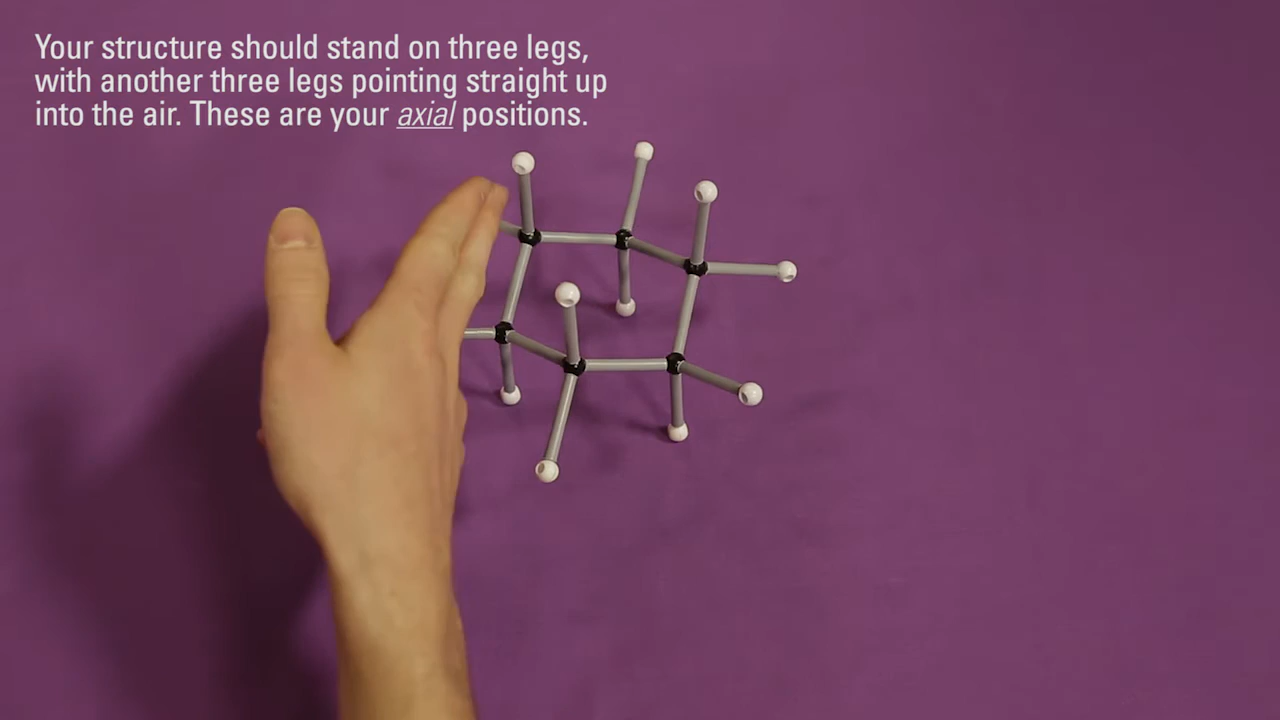 Your structure should stand on three legs,
with another three legs pointing straight up
into the air. These are your axial positions.